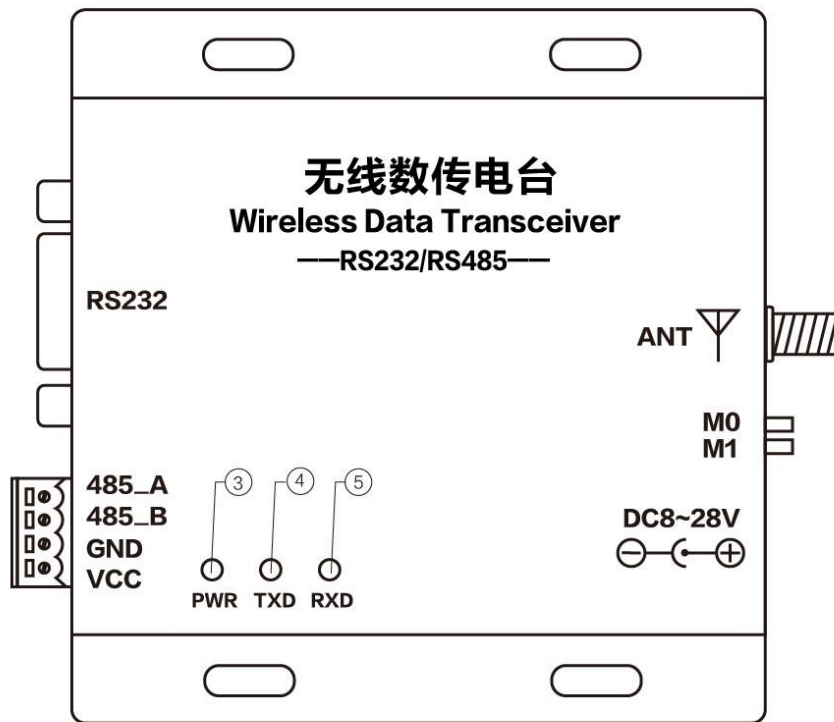 无线数传电台
Wireless Data Transceiver
——RS232/RS485——
RS232
ANT
M0
M1
485_A
485_B
GND
VCC
③ ④ ⑤
PWR TXD RXD
DC8~28V